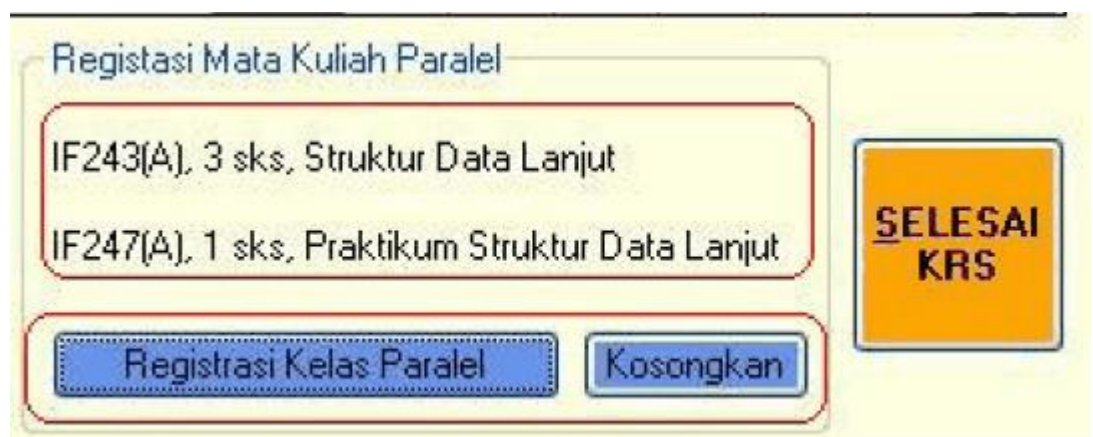 Registasi Mata Kuliah Paralel
IF243(A), 3 sks, Struktur Data Lanjut
IF247(A), 1 sks, Praktikum Struktur Data Lanjut
SELESAI
KRS
Registrasi Kelas Paralel
Kosongkan